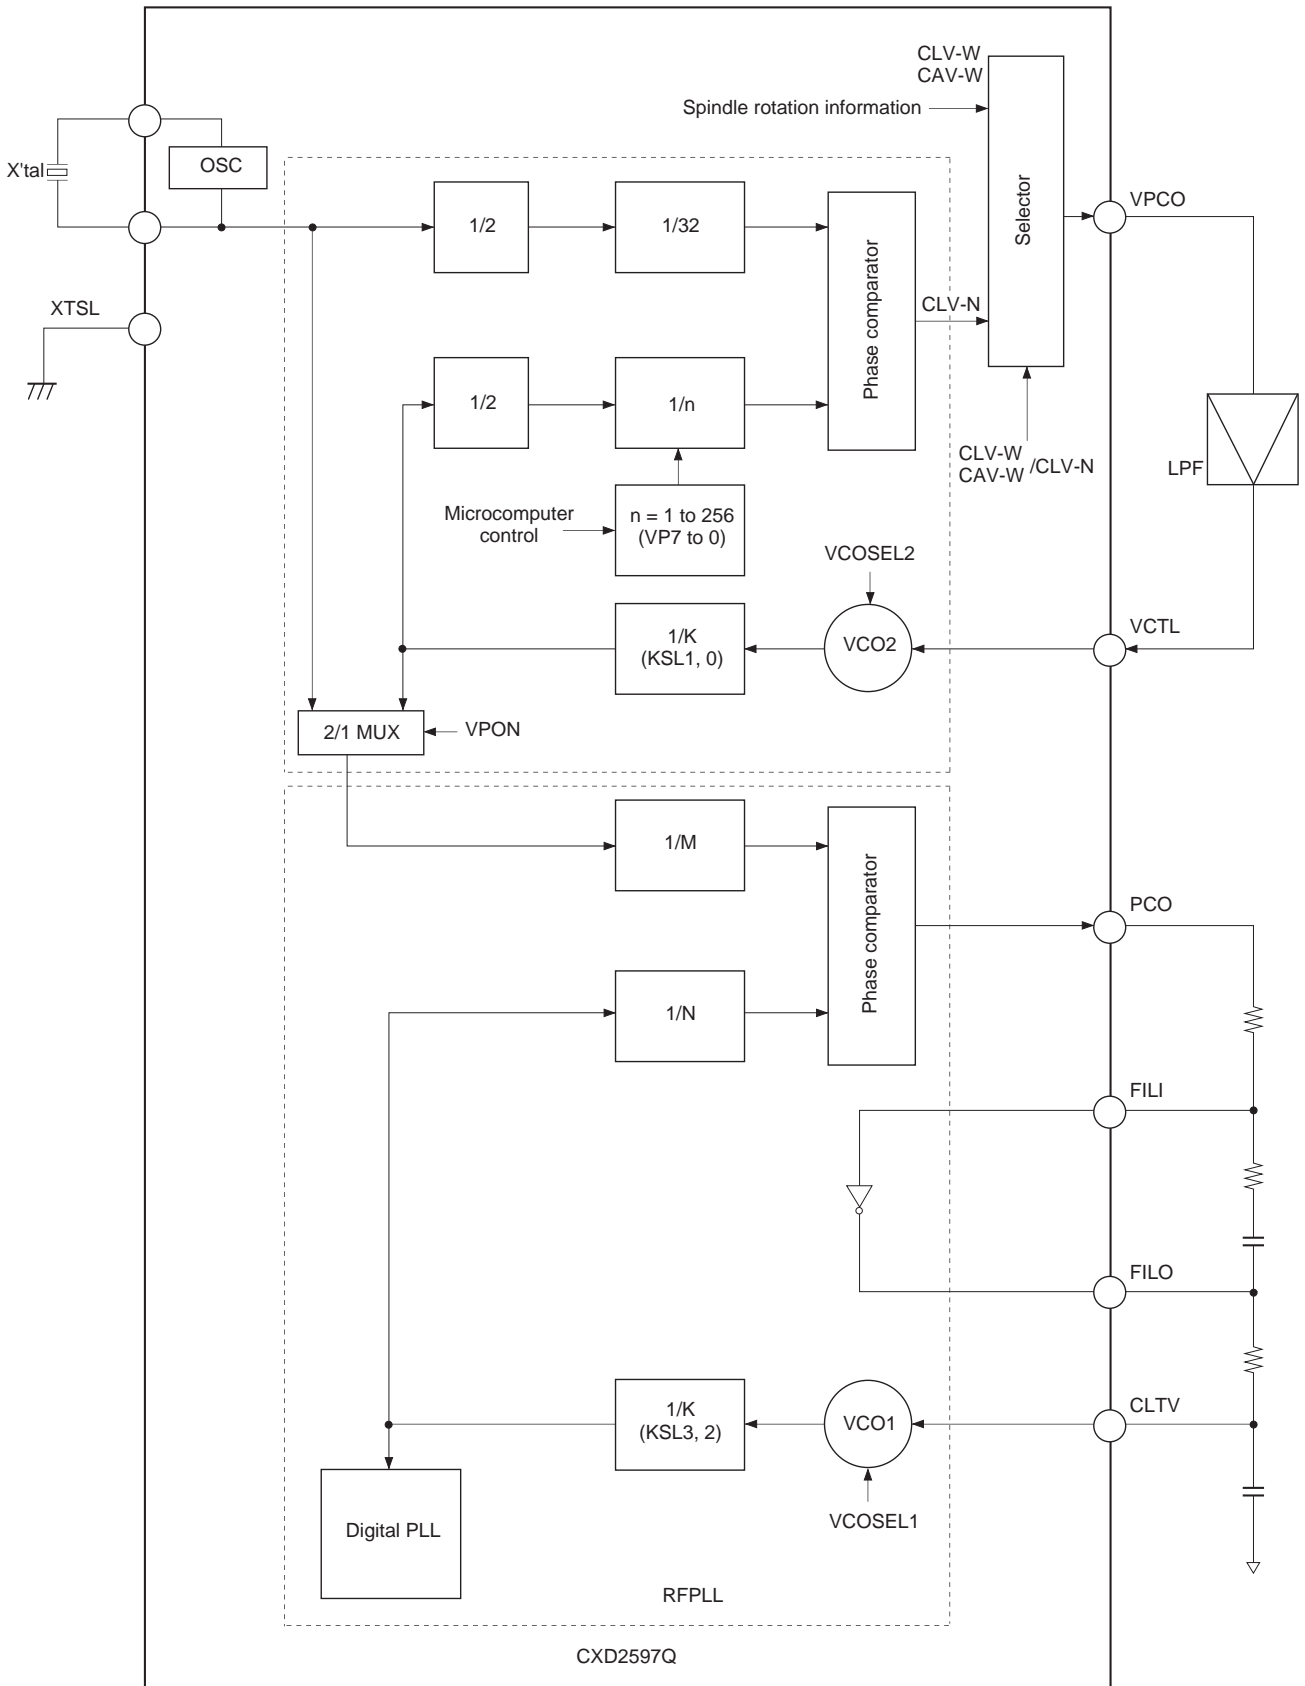 CLV-W
CAV-W
Spindle rotation information
X'tal
OSC
1/2
1/32
Phase comparator
Selector
VPCO
XTSL
CLV-N
1/2
1/n
CLV-W
CAV-W
/CLV-N
LPF
Microcomputer
control
n = 1 to 256
(VP7 to 0)
VCOSEL2
1/K
(KSL1, 0)
VCO2
VCTL
2/1 MUX
VPON
1/M
Phase comparator
PCO
1/N
FILI
FILO
1/K
(KSL3, 2)
VCO1
CLTV
VCOSEL1
Digital PLL
RFPLL
CXD2597Q